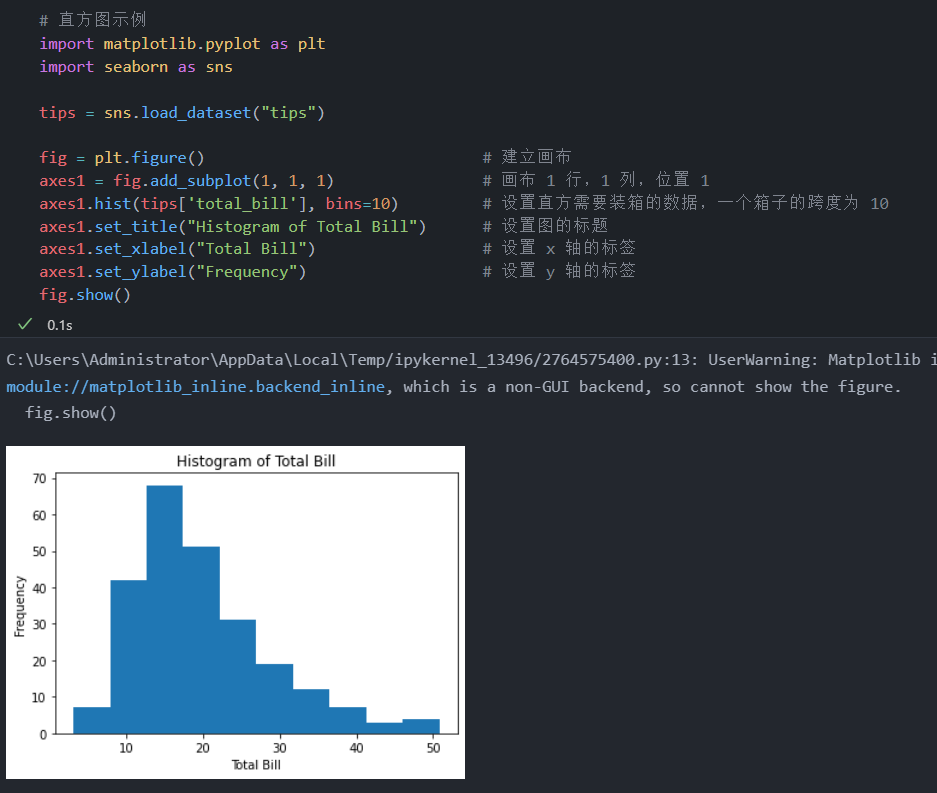 # 直方图示例
import matplotlib.pyplot as plt
import seaborn as sns
tips = sns.load_dataset("tips")
fig = plt.figure() # 建立画布
axes1 = fig.add_subplot(1, 1, 1) # 画布 1 行，1 列，位置 1
axes1.hist(tips['total_bill'], bins=10) # 设置直方需要装箱的数据，一个箱子的跨度为 10
axes1.set_title("Histogram of Total Bill") # 设置图的标题
axes1.set_xlabel("Total Bill") # 设置 x 轴的标签
axes1.set_ylabel("Frequency") # 设置 y 轴的标签
fig.show()
0.1s
C:\Users\Administrator\AppData\Local\Temp/ipykernel_13496/2764575400.py:13: UserWarning: Matplotlib i
module://matplotlib_inline.backend_inline, which is a non-GUI backend, so cannot show the figure.
fig.show()
Histogram of Total Bill
70
60
50
40
30
20
10
0
Frequency
10 20 30 40 50
Total Bill